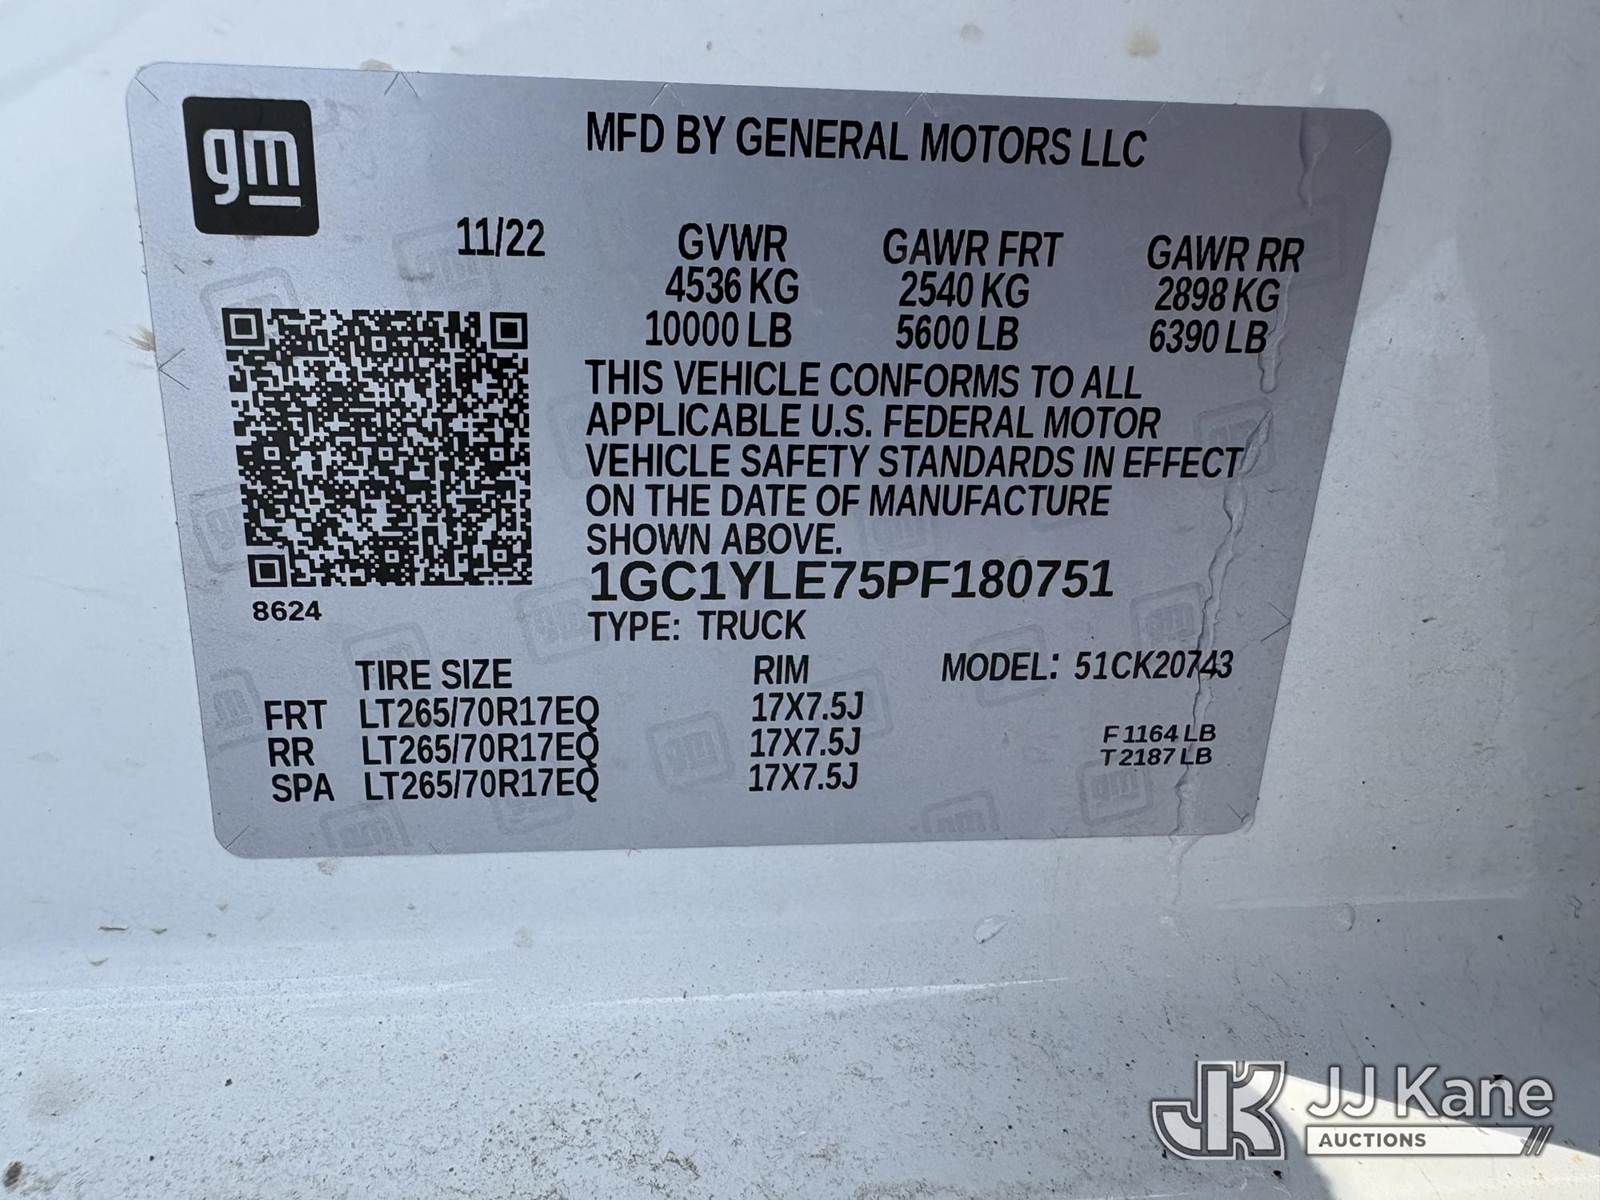 gm
MFD BY GENERAL MOTORS LLC
11/22 GVWR GAWR FRT GAWR RR
4536 KG 2540 KG 2898 KG
10000 LB 5600 LB 6390 LB
THIS VEHICLE CONFORMS TO ALL
APPLICABLE U.S. FEDERAL MOTOR
VEHICLE SAFETY STANDARDS IN EFFECT
ON THE DATE OF MANUFACTURE
SHOWN ABOVE.
1GC1YLE75PF180751
8624
TYPE: TRUCK
TIRE SIZE RIM MODEL: 51CK20743
FRT LT265/70R17EQ 17X7.5J
RR LT265/70R17EQ 17X7.5J
SPA LT265/70R17EQ 17X7.5J
F 1164 LB
T 2187 LB
JK JJ Kane
AUCTIONS